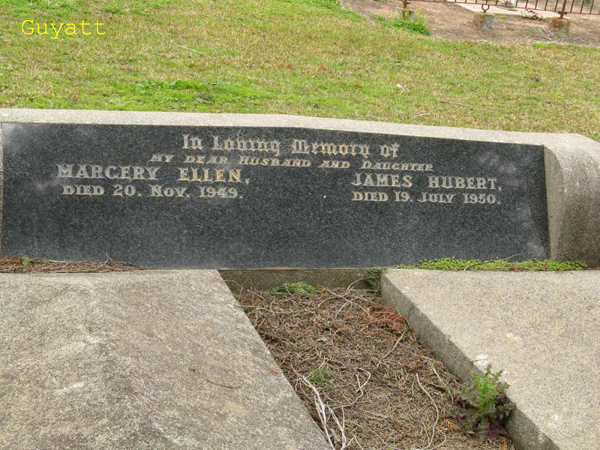 Guyatt
In Loving Memory of
MY DEAR HUSBAND AND DAUGHTER
MARGERY ELLEN,
DIED 20. NOV. 1949.
JAMES HUBERT,
DIED 19. JULY 1950.